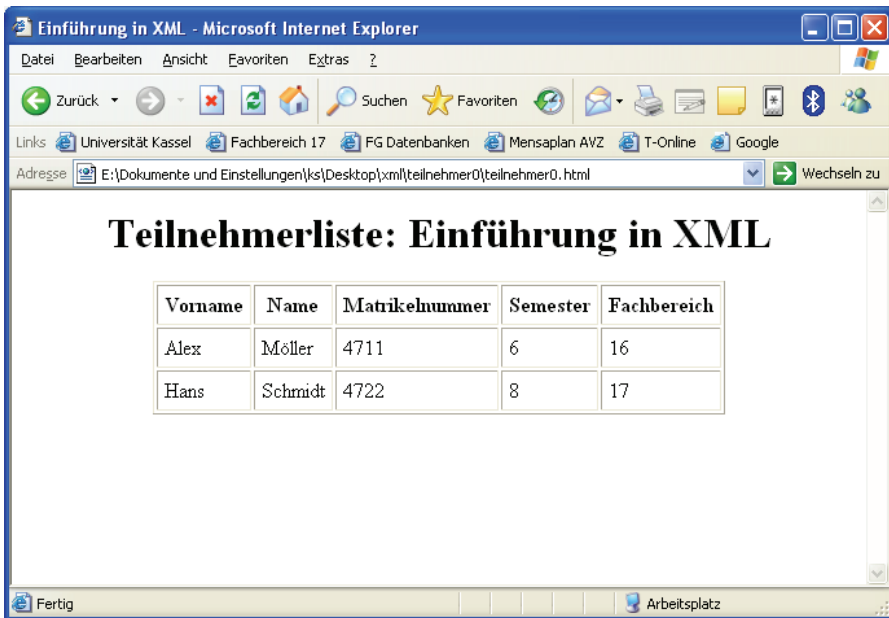 Einführung in XML - Microsoft Internet Explorer
Datei Bearbeiten Ansicht Favoriten Extras ?
Zurück Suchen Favoriten
Links Universität Kassel Fachbereich 17 FG Datenbanken Mensaplan AVZ T-Online Google
Adresse E:\Dokumente und Einstellungen\ks\Desktop\xml\teilnehmer0\teilnehmer0.html Wechseln zu
Teilnehmerliste: Einführung in XML
Vorname Name Matrikelnummer Semester Fachbereich
Alex Möller 4711 6 16
Hans Schmidt 4722 8 17
Fertig Arbeitsplatz